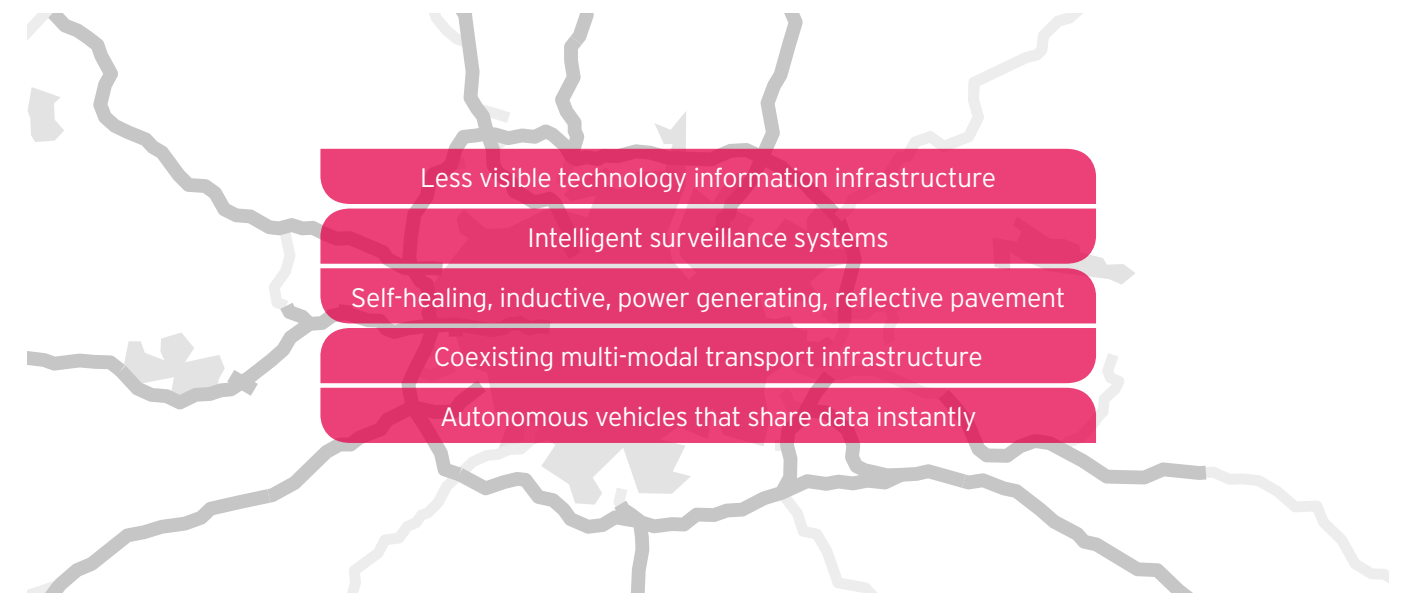 Less visible technology information infrastructure
Intelligent surveillance systems
Self-healing, inductive, power generating, reflective pavement
Coexisting multi-modal transport infrastructure
Autonomous vehicles that share data instantly